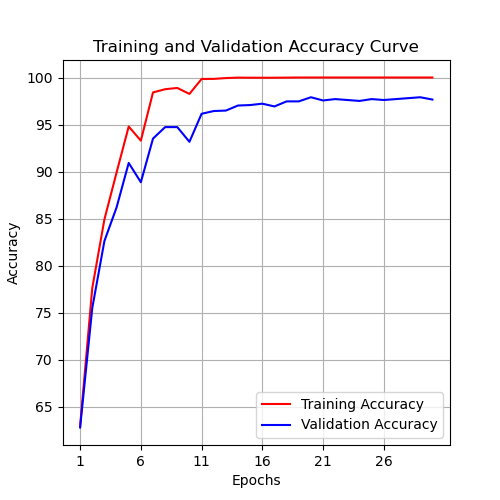 Training and Validation Accuracy Curve
100
95
90
85
80
75
70
65
Accuracy
Training Accuracy
Validation Accuracy
1 6 11 16 21 26
Epochs